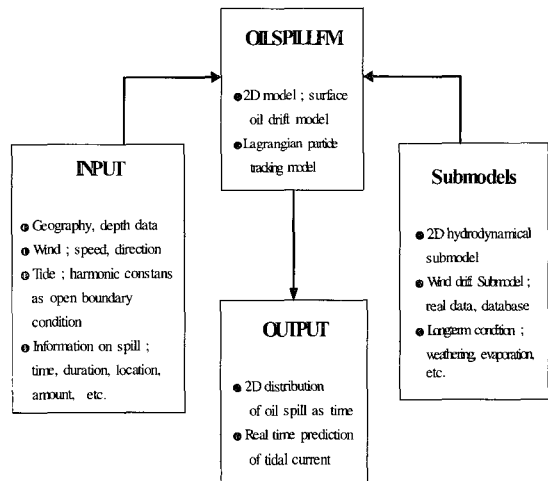 OILSPILLFM
● 2D model ; surface
oil drift model
● Lagrangian particle
tracking model
INPUT
● Geography, depth data
● Wind ; speed, direction
● Tide ; harmonic constans
as open boundary
condition
● Information on spill ;
time, duration, location,
amount, etc.
Submodels
● 2D hydrodynamical
submodel
● Wind drift Submodel ;
real data, database
● Longterm condition ;
weathering, evaporation,
etc.
OUTPUT
● 2D distribution
of oil spill as time
● Real time prediction
of tidal current